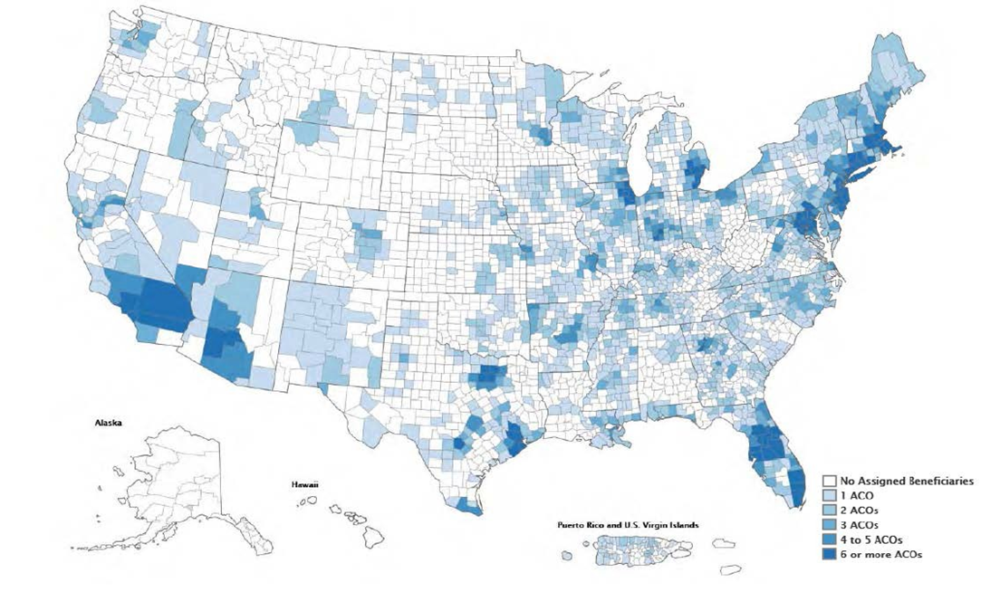 Alaska
Hawaii
Puerto Rico and U.S. Virgin Islands
No Assigned Beneficiaries
1 ACO
2 ACOs
3 ACOs
4 to 5 ACOs
6 or more ACOs